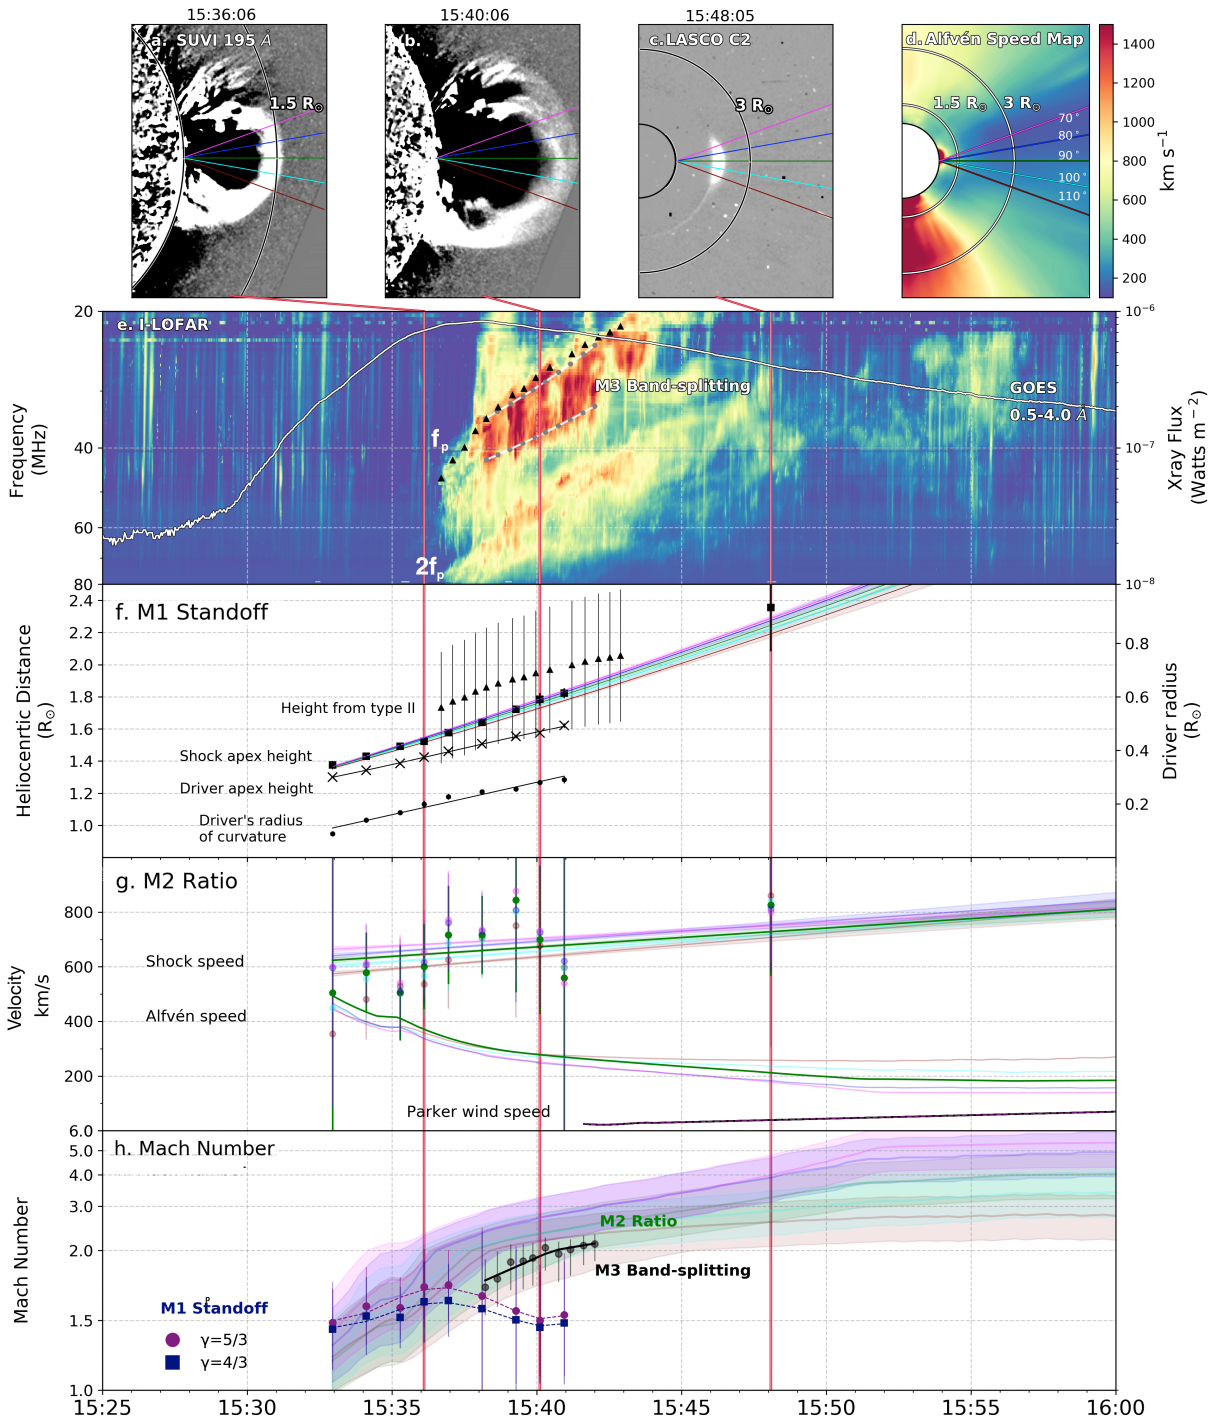 15:36:06
15:40:06
15:48:05
a. SUVI 195 Å
1.5 R☉
b.
c. LASCO C2
3 R☉
d. Alfvén Speed Map
1.5 R☉
3 R☉
70°
80°
90°
100°
110°
1400
1200
1000
800
600
400
200
km s⁻¹
e. I-LOFAR
20
40
60
80
Frequency
(MHz)
fp
2fp
M3 Band-splitting
GOES
0.5-4.0 Å
10⁻⁶
10⁻⁷
10⁻⁸
Xray Flux
(Watts m⁻²)
f. M1 Standoff
2.4
2.2
2.0
1.8
1.6
1.4
1.2
1.0
Heliocenrtic Distance
(R☉)
Height from type II
Shock apex height
Driver apex height
Driver's radius
of curvature
0.8
0.6
0.4
0.2
Driver radius
(R☉)
g. M2 Ratio
800
600
400
200
Velocity
km/s
Shock speed
Alfvén speed
Parker wind speed
h. Mach Number
6.0
5.0
4.0
3.0
2.0
1.5
1.0
Mach Number
M2 Ratio
M3 Band-splitting
M1 Standoff
γ=5/3
γ=4/3
15:25
15:30
15:35
15:40
15:45
15:50
15:55
16:00